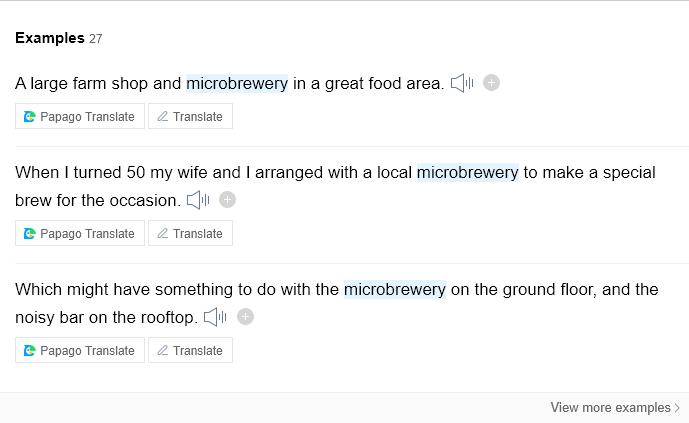 Examples 27
A large farm shop and microbrewery in a great food area.
Papago Translate Translate
When I turned 50 my wife and I arranged with a local microbrewery to make a special
brew for the occasion.
Papago Translate Translate
Which might have something to do with the microbrewery on the ground floor, and the
noisy bar on the rooftop.
Papago Translate Translate
View more examples